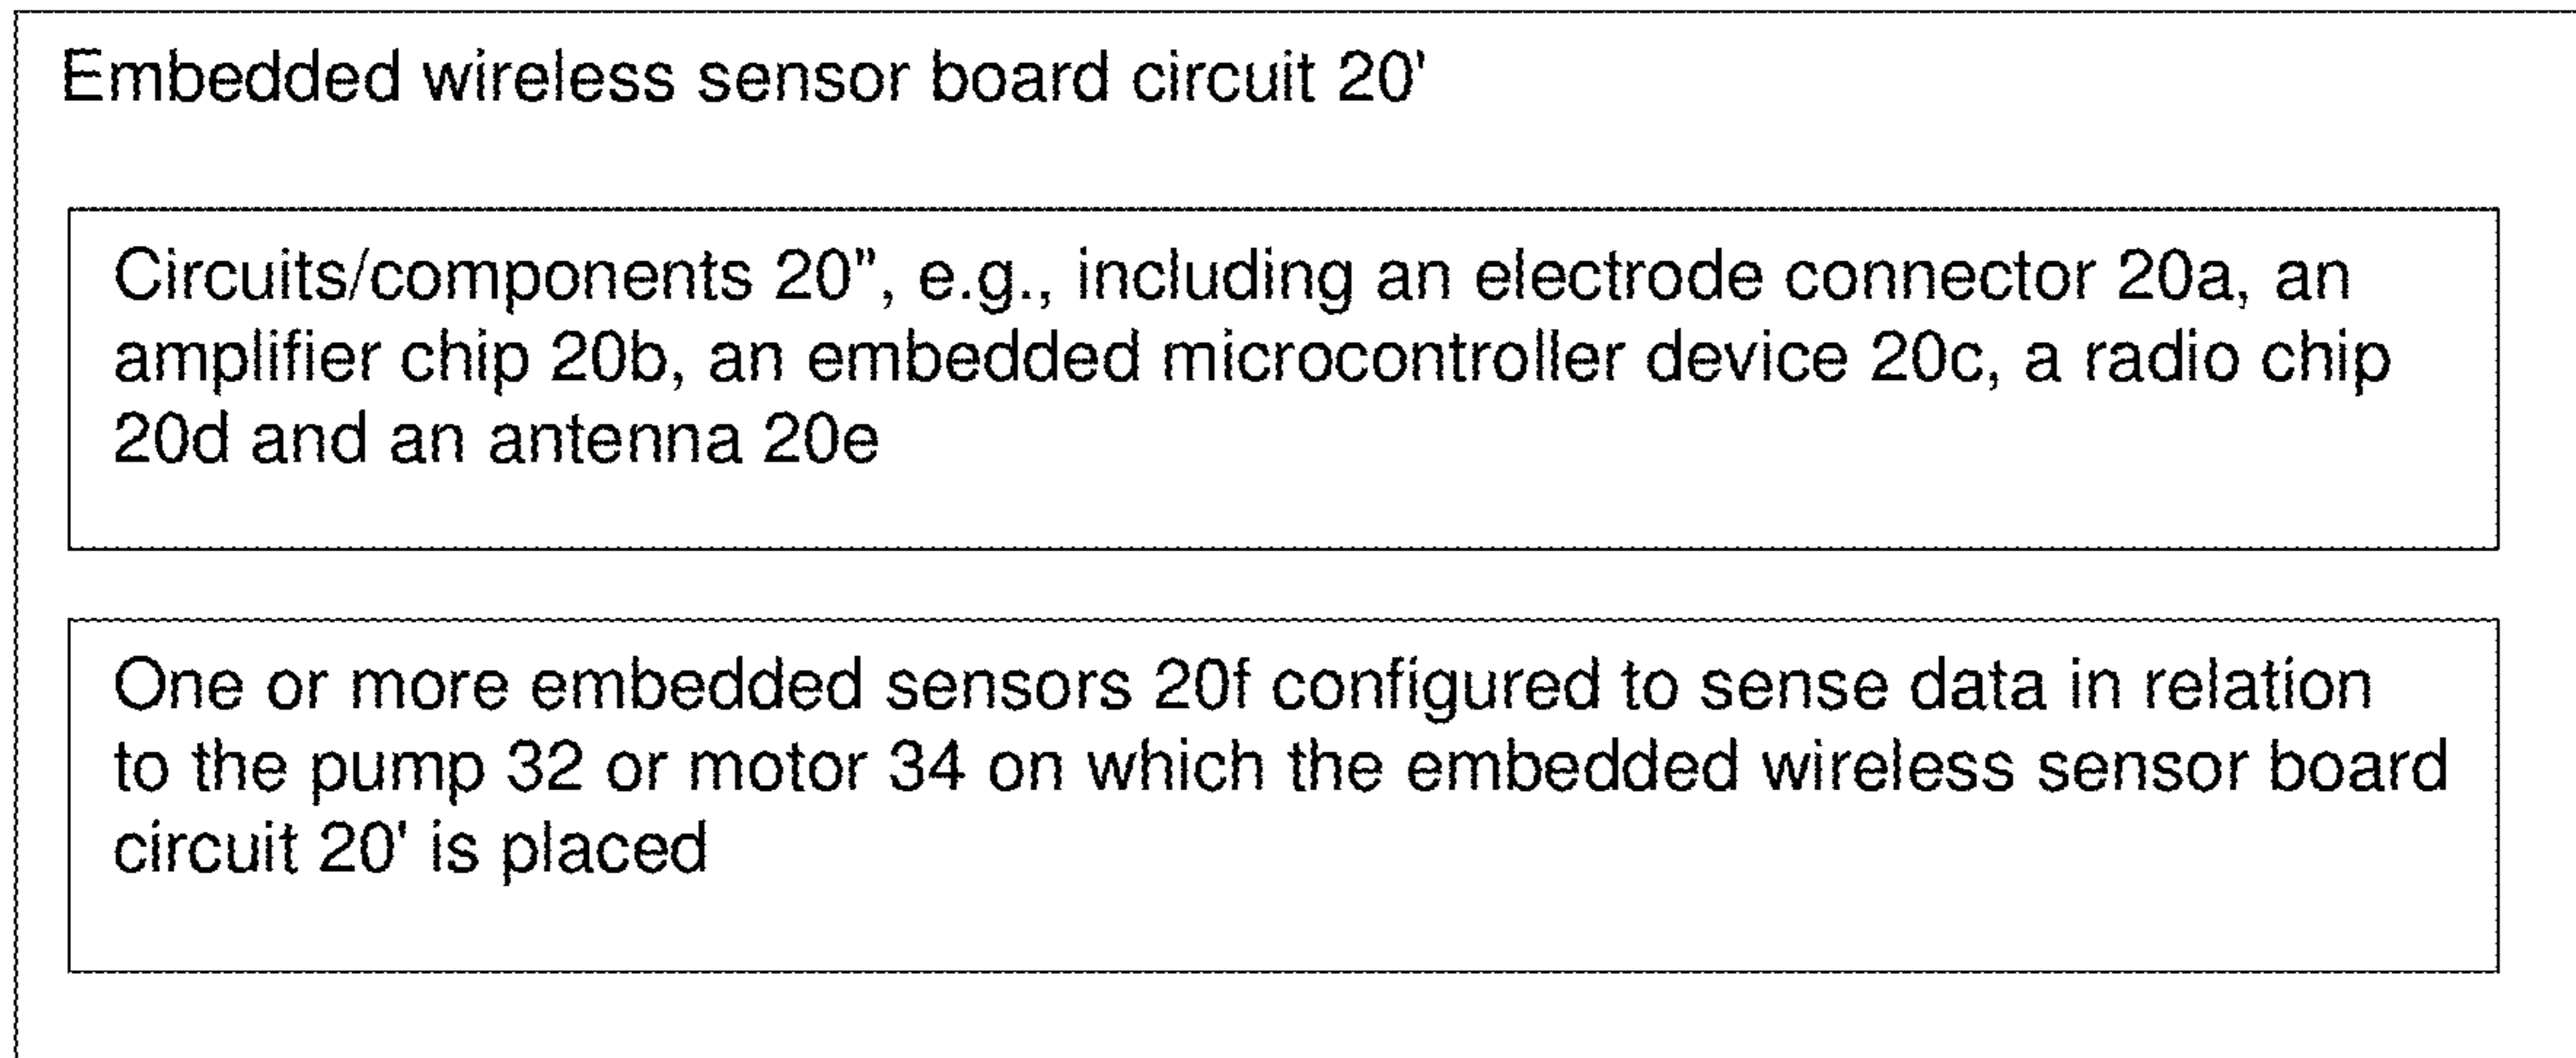 Embedded wireless sensor board circuit 20'
Circuits/components 20", e.g., including an electrode connector 20a, an
amplifier chip 20b, an embedded microcontroller device 20c, a radio chip
20d and an antenna 20e
One or more embedded sensors 20f configured to sense data in relation
to the pump 32 or motor 34 on which the embedded wireless sensor board
circuit 20' is placed